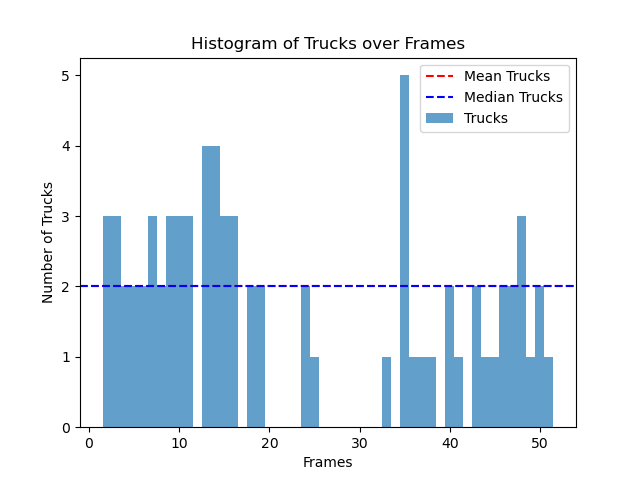 Histogram of Trucks over Frames
Mean Trucks
Median Trucks
Trucks
Number of Trucks
5
4
3
2
1
0
0 10 20 30 40 50
Frames